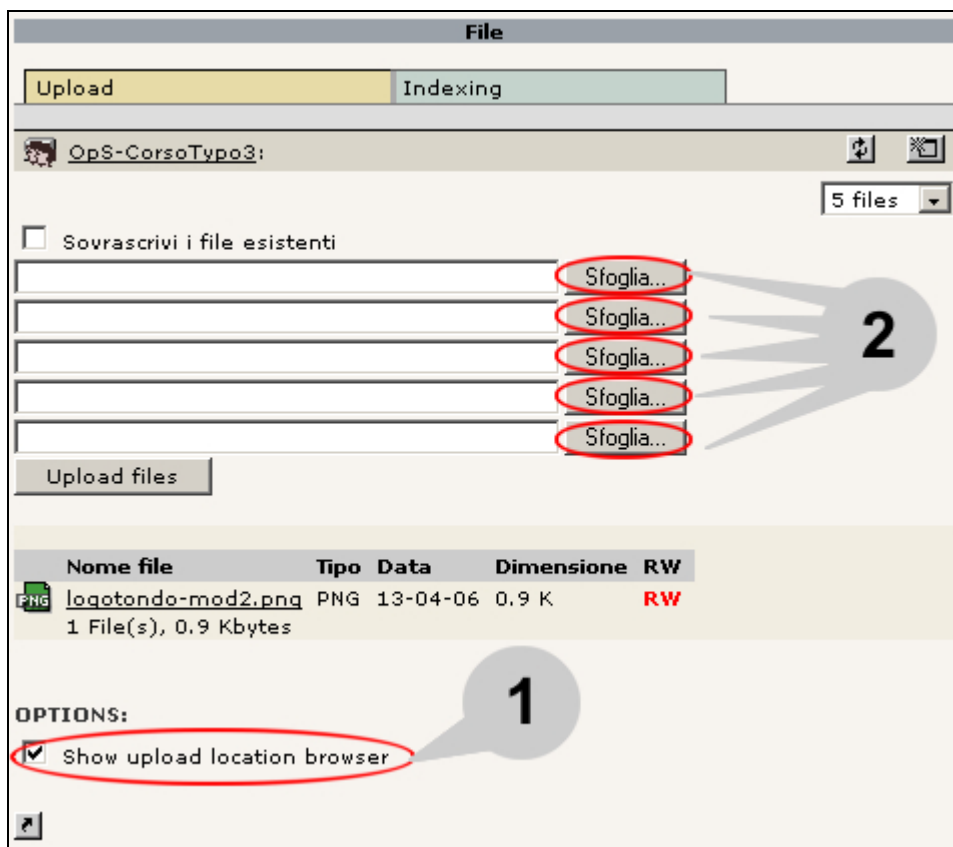 File
Upload Indexing
OpS-CorsoTypo3:
5 files
Sovrascrivi i file esistenti
Sfoglia...
Sfoglia...
2
Sfoglia...
Sfoglia...
Sfoglia...
Upload files
Nome file Tipo Data Dimensione RW
PNG logotondo-mod2.png PNG 13-04-06 0.9 K RW
1 File(s), 0.9 Kbytes
1
OPTIONS:
Show upload location browser